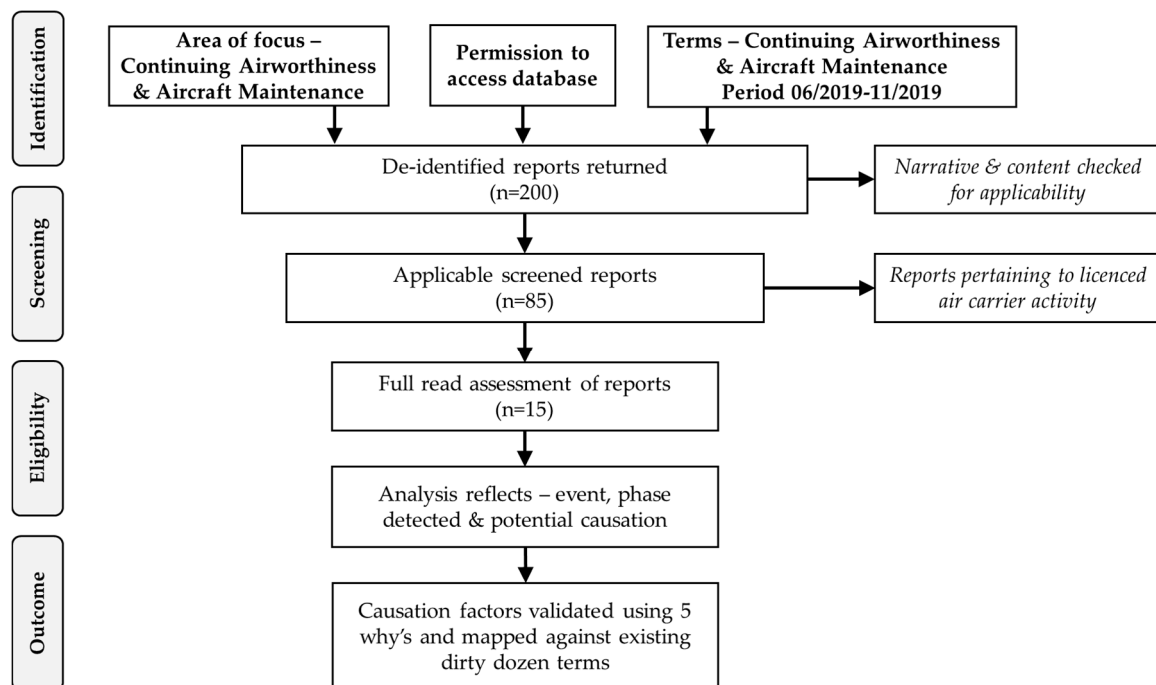 Identification
Area of focus –
Continuing Airworthiness
& Aircraft Maintenance
Permission to
access database
Terms – Continuing Airworthiness
& Aircraft Maintenance
Period 06/2019-11/2019
De-identified reports returned
(n=200)
Narrative & content checked
for applicability
Screening
Applicable screened reports
(n=85)
Reports pertaining to licenced
air carrier activity
Eligibility
Full read assessment of reports
(n=15)
Analysis reflects – event, phase
detected & potential causation
Outcome
Causation factors validated using 5
why's and mapped against existing
dirty dozen terms